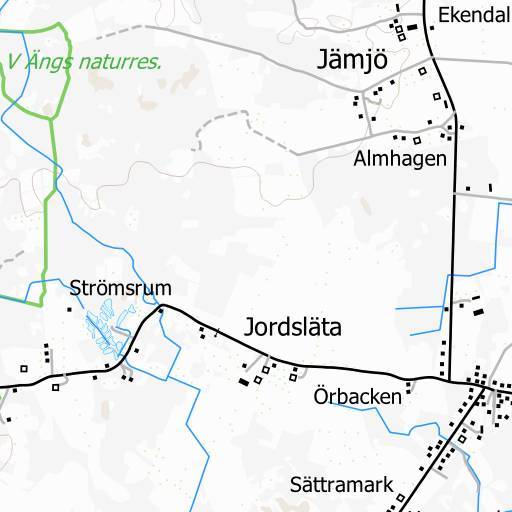 Ekendal
V Ängs naturres.
Jämjö
Almhagen
Strömsrum
Jordsläta
Örbacken
Sättramark